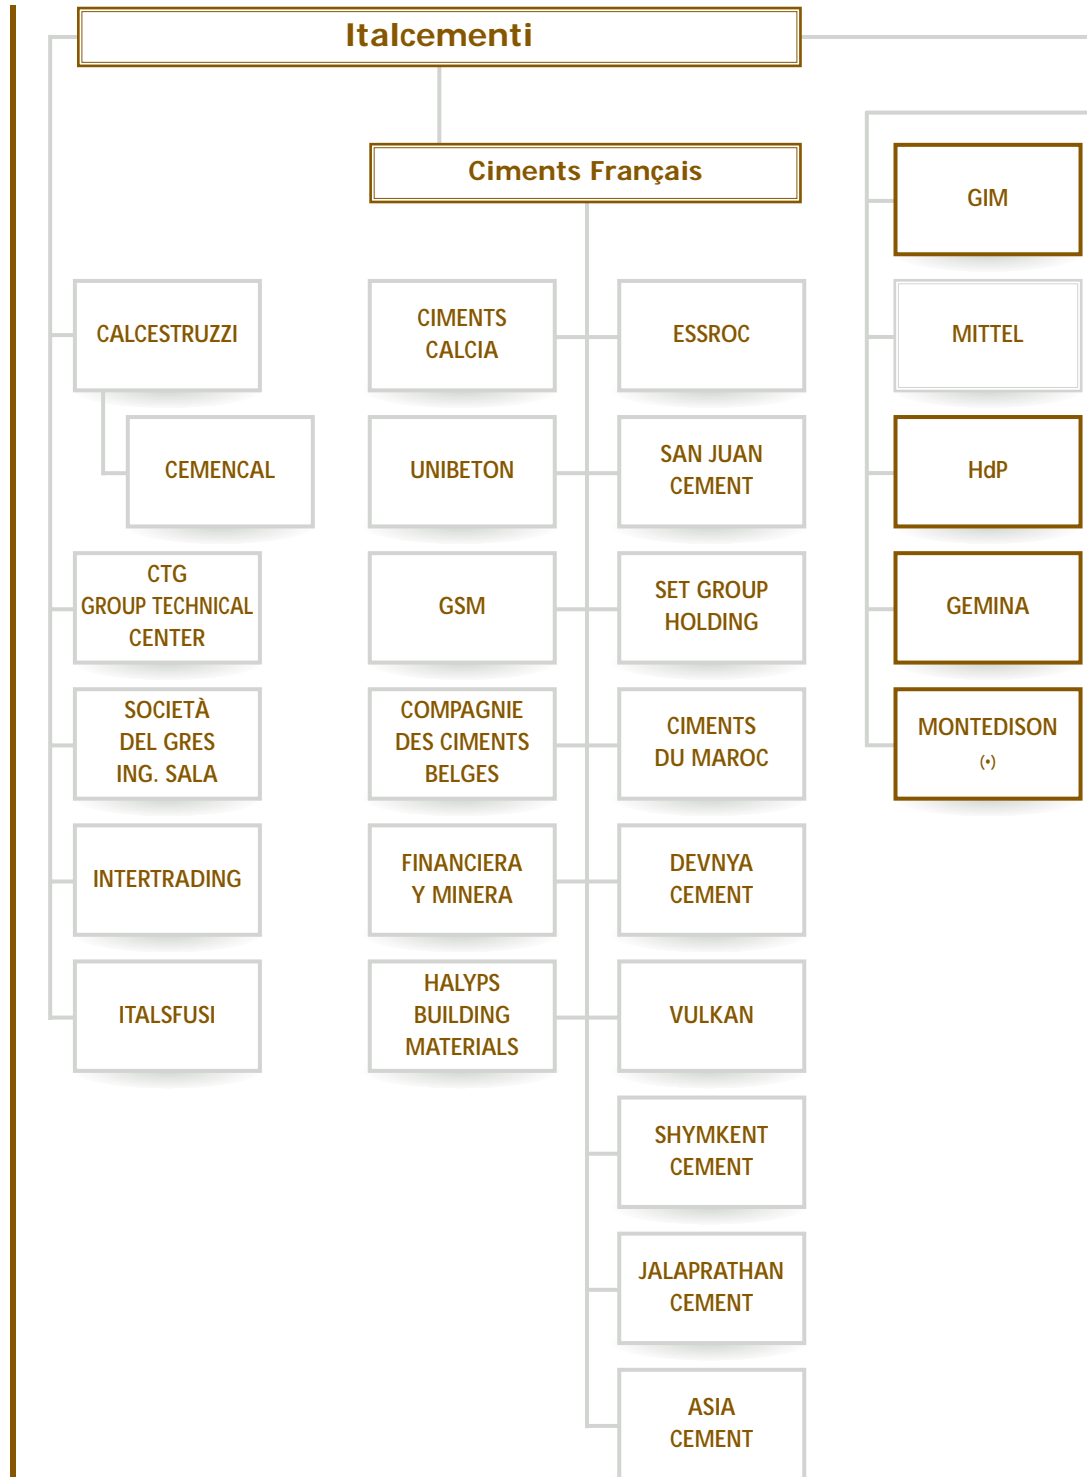 Italcementi
Ciments Français
GIM
CALCESTRUZZI
CIMENTS
CALCIA
ESSROC
MITTEL
CEMENCAL
UNIBETON
SAN JUAN
CEMENT
HdP
CTG
GROUP TECHNICAL
CENTER
GSM
SET GROUP
HOLDING
GEMINA
SOCIETÀ
DEL GRES
ING. SALA
COMPAGNIE
DES CIMENTS
BELGES
CIMENTS
DU MAROC
MONTEDISON
(•)
INTERTRADING
FINANCIERA
Y MINERA
DEVNYA
CEMENT
ITALSFUSI
HALYPS
BUILDING
MATERIALS
VULKAN
SHYMKENT
CEMENT
JALAPRATHAN
CEMENT
ASIA
CEMENT